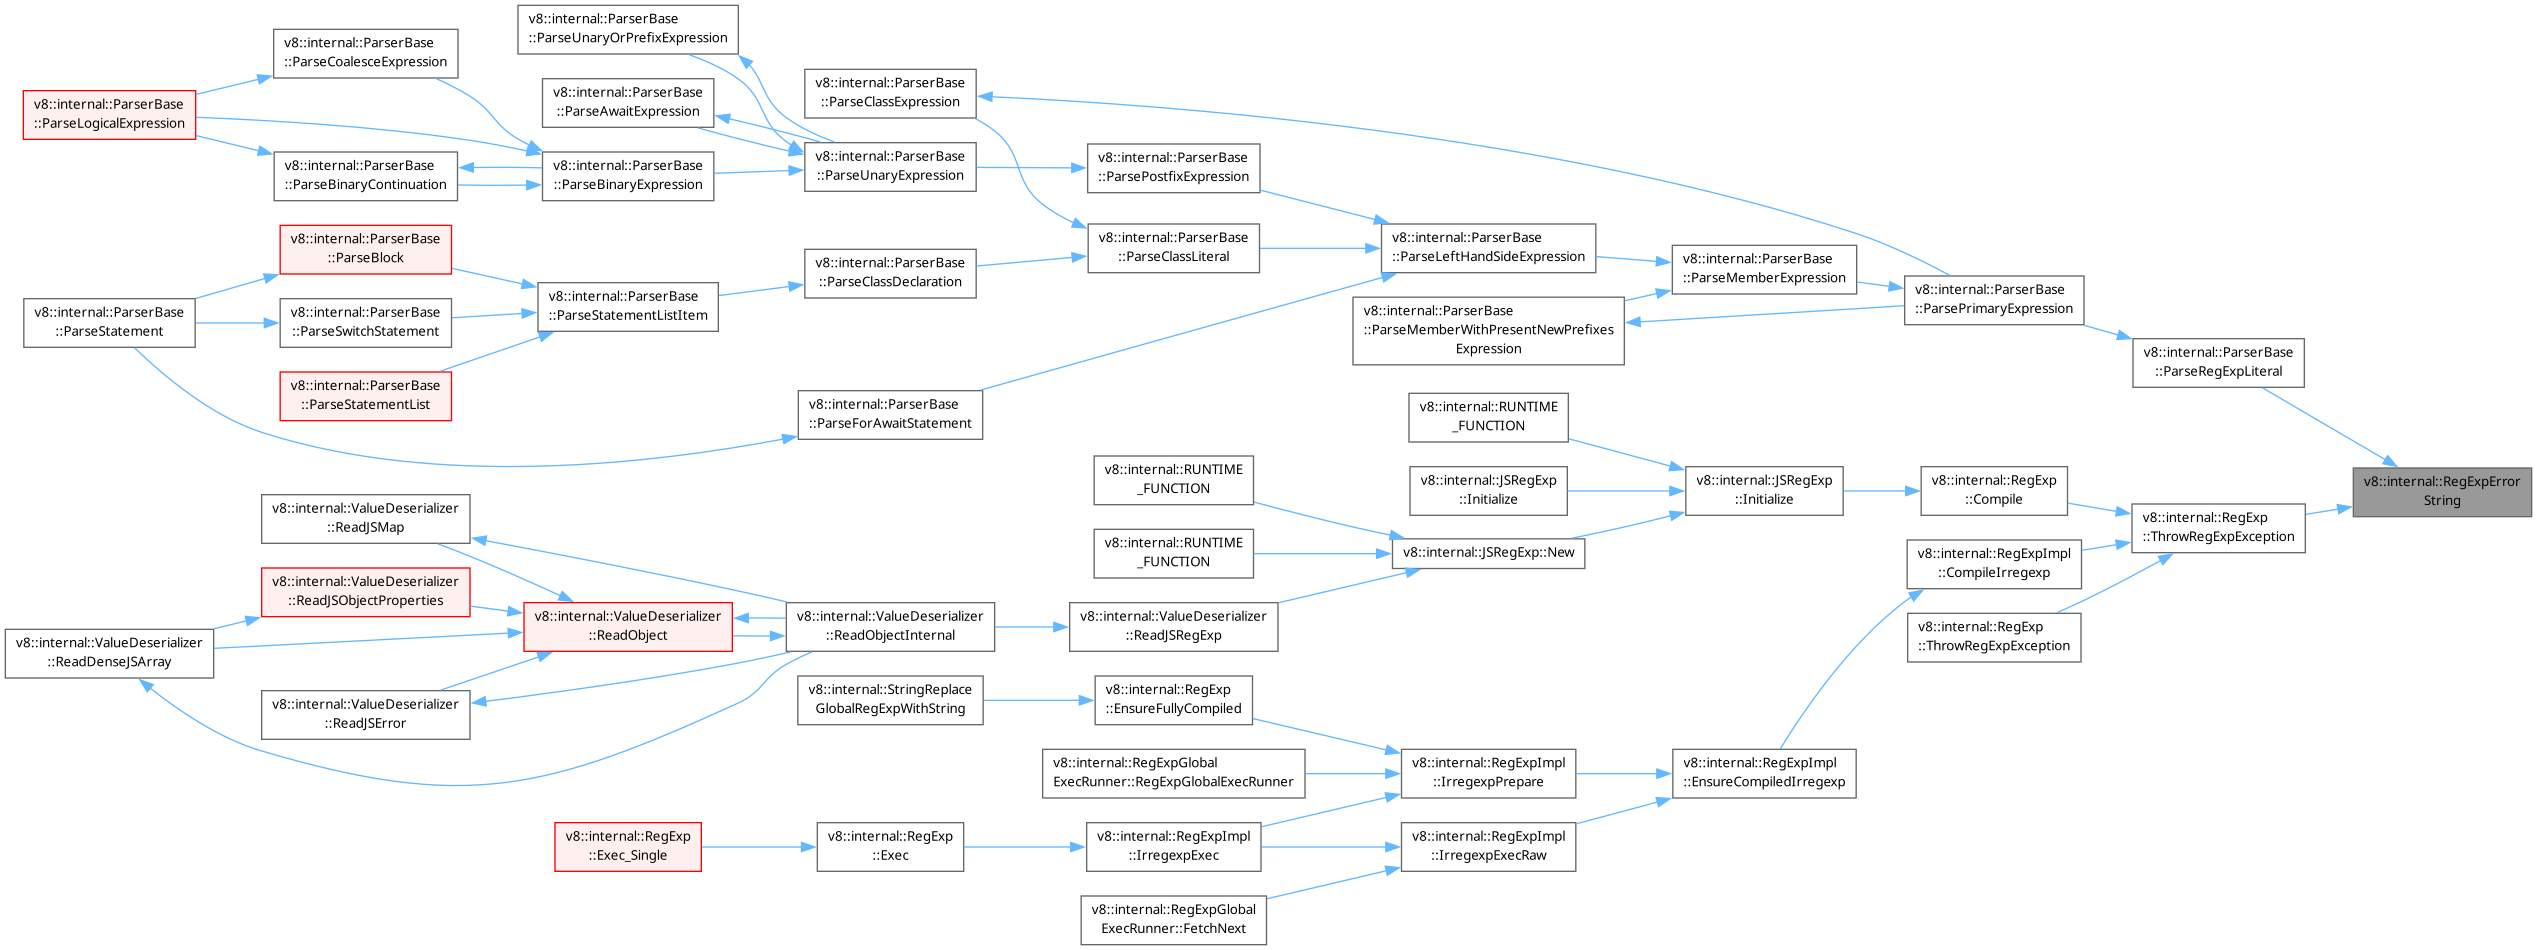 v8::internal::ParserBase
::ParseUnaryOrPrefixExpression
v8::internal::ParserBase
::ParseCoalesceExpression
v8::internal::ParserBase
::ParseLogicalExpression
v8::internal::ParserBase
::ParseAwaitExpression
v8::internal::ParserBase
::ParseClassExpression
v8::internal::ParserBase
::ParseBinaryContinuation
v8::internal::ParserBase
::ParseBinaryExpression
v8::internal::ParserBase
::ParseUnaryExpression
v8::internal::ParserBase
::ParsePostfixExpression
v8::internal::ParserBase
::ParseBlock
v8::internal::ParserBase
::ParseClassDeclaration
v8::internal::ParserBase
::ParseClassLiteral
v8::internal::ParserBase
::ParseLeftHandSideExpression
v8::internal::ParserBase
::ParseMemberExpression
v8::internal::ParserBase
::ParsePrimaryExpression
v8::internal::ParserBase
::ParseStatement
v8::internal::ParserBase
::ParseSwitchStatement
v8::internal::ParserBase
::ParseStatementListItem
v8::internal::ParserBase
::ParseMemberWithPresentNewPrefixes
Expression
v8::internal::ParserBase
::ParseRegExpLiteral
v8::internal::ParserBase
::ParseStatementList
v8::internal::ParserBase
::ParseForAwaitStatement
v8::internal::RUNTIME
_FUNCTION
v8::internal::RUNTIME
_FUNCTION
v8::internal::JSRegExp
::Initialize
v8::internal::JSRegExp
::Initialize
v8::internal::RegExp
::Compile
v8::internal::RegExpError
String
v8::internal::ValueDeserializer
::ReadJSMap
v8::internal::RUNTIME
_FUNCTION
v8::internal::JSRegExp::New
v8::internal::RegExpImpl
::CompileIrregexp
v8::internal::RegExp
::ThrowRegExpException
v8::internal::ValueDeserializer
::ReadJSObjectProperties
v8::internal::ValueDeserializer
::ReadDenseJSArray
v8::internal::ValueDeserializer
::ReadObject
v8::internal::ValueDeserializer
::ReadObjectInternal
v8::internal::ValueDeserializer
::ReadJSRegExp
v8::internal::RegExp
::ThrowRegExpException
v8::internal::ValueDeserializer
::ReadJSError
v8::internal::StringReplace
GlobalRegExpWithString
v8::internal::RegExp
::EnsureFullyCompiled
v8::internal::RegExpGlobal
ExecRunner::RegExpGlobalExecRunner
v8::internal::RegExpImpl
::IrregexpPrepare
v8::internal::RegExpImpl
::EnsureCompiledIrregexp
v8::internal::RegExp
::Exec_Single
v8::internal::RegExp
::Exec
v8::internal::RegExpImpl
::IrregexpExec
v8::internal::RegExpImpl
::IrregexpExecRaw
v8::internal::RegExpGlobal
ExecRunner::FetchNext